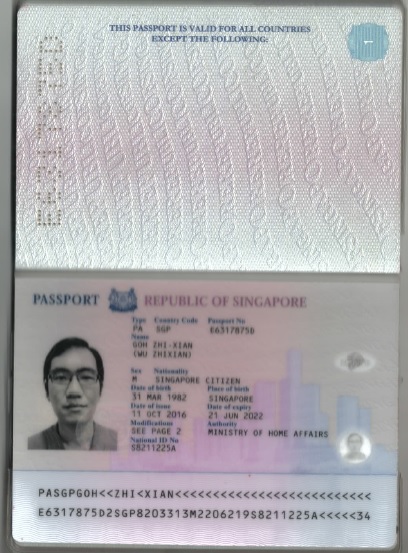 THIS PASSPORT IS VALID FOR ALL COUNTRIES
EXCEPT THE FOLLOWING:
1
E6317875D
PASSPORT REPUBLIC OF SINGAPORE
Type Country Code Passport No
PA SGP E6317875D
Name
GOH ZHI-XIAN
(WU ZHIXIAN)
Sex Nationality
M SINGAPORE CITIZEN
Date of birth Place of birth
31 MAR 1982 SINGAPORE
Date of issue Date of expiry
11 OCT 2016 21 JUN 2022
Modifications Authority
SEE PAGE 2 MINISTRY OF HOME AFFAIRS
National ID No
S8211225A
PASGPGOH<<ZHI<XIAN<<<<<<<<<<<<<<<<<<<<<<<<<<
E6317875D2SGP8203313M2206219S8211225A<<<<<34